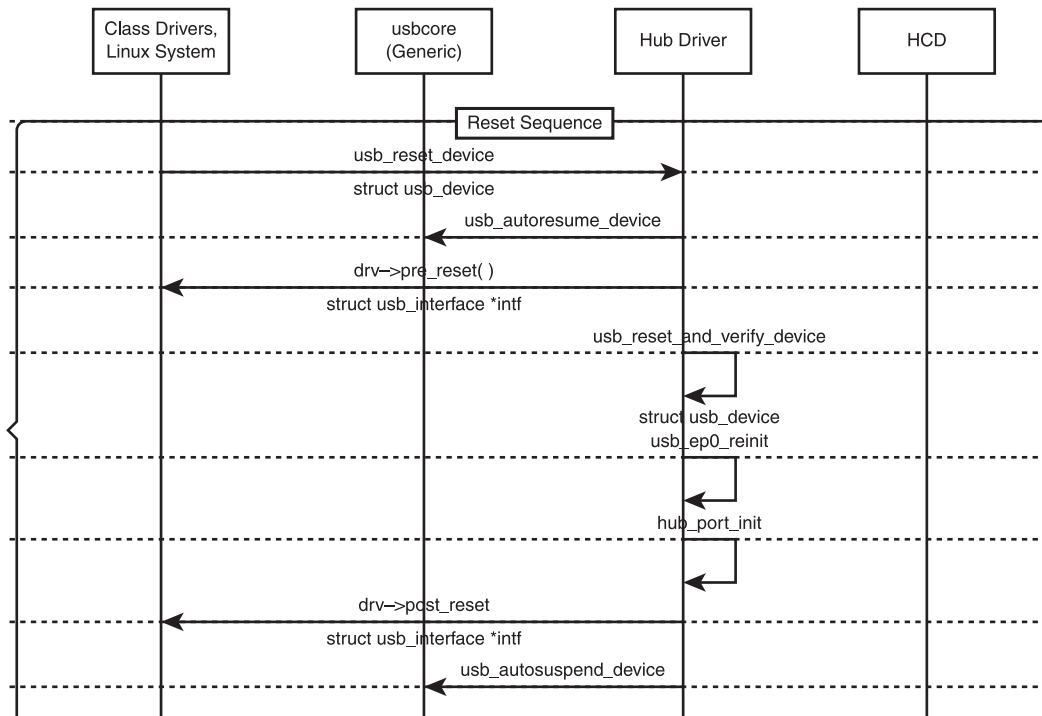 Class Drivers,
Linux System
usbcore
(Generic)
Hub Driver
HCD
Reset Sequence
usb_reset_device
struct usb_device
usb_autoresume_device
drv–>pre_reset( )
struct usb_interface *intf
usb_reset_and_verify_device
struct usb_device
usb_ep0_reinit
hub_port_init
drv–>post_reset
struct usb_interface *intf
usb_autosuspend_device